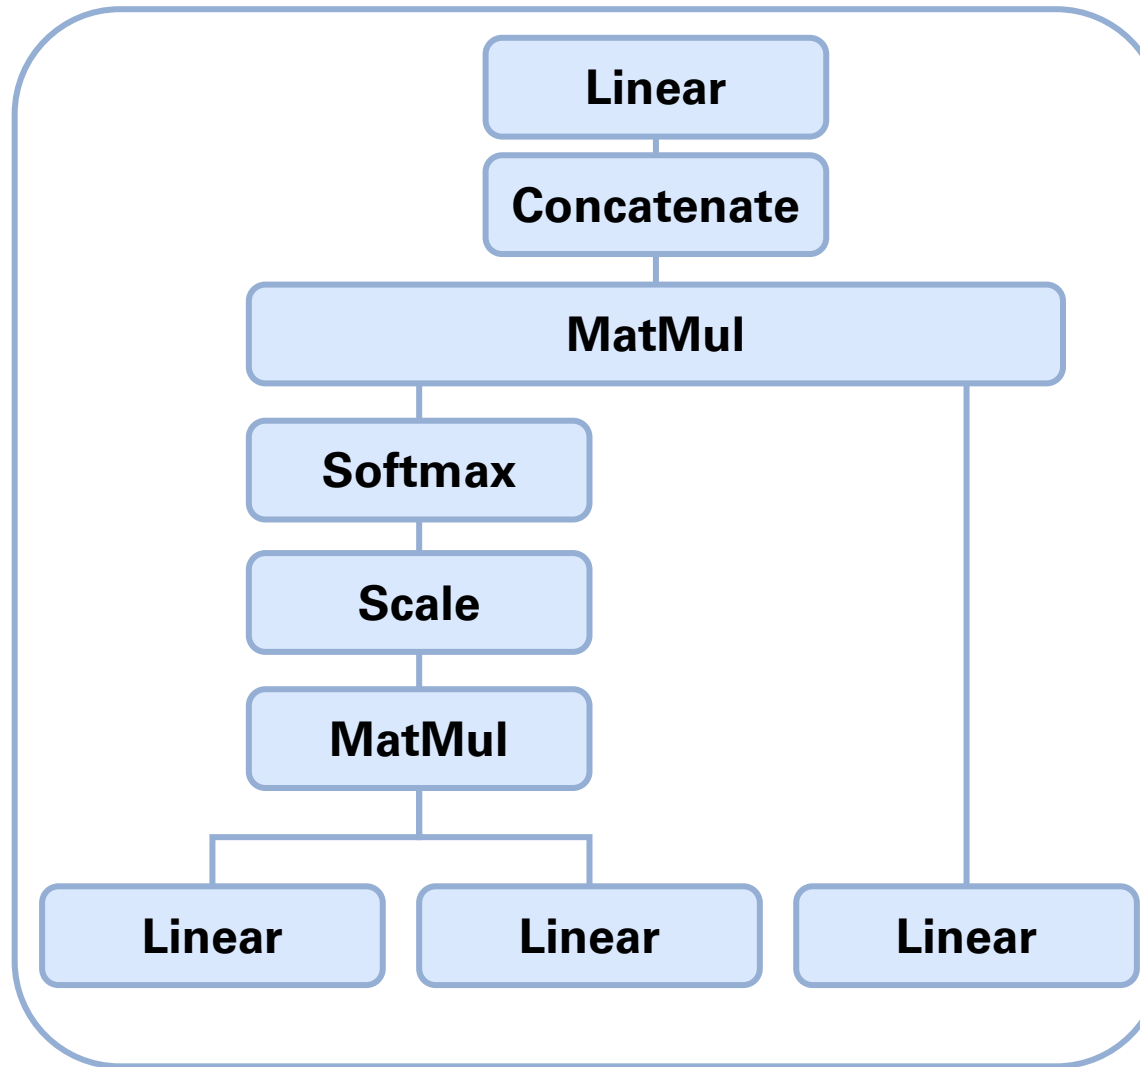 Linear
Concatenate
MatMul
Softmax
Scale
MatMul
Linear
Linear
Linear